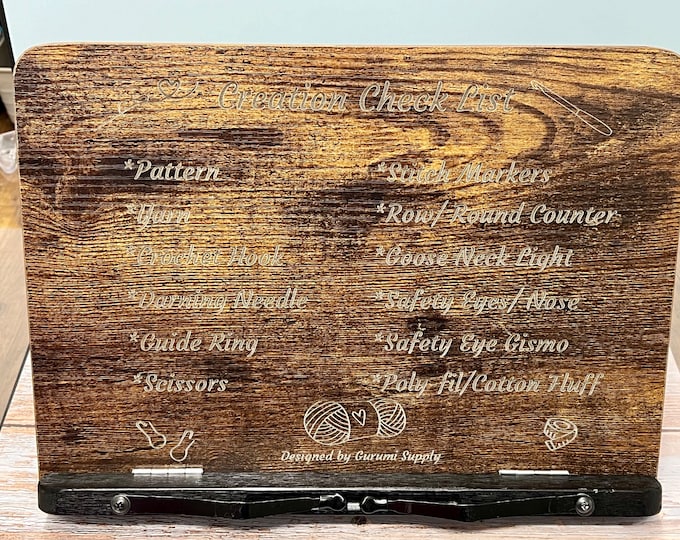 Creation Check List
*Pattern
*Yarn
*Crochet Hook
*Darning Needle
*Guide Ring
*Scissors
*Stitch Markers
*Row/Round Counter
*Goose Neck Light
*Safety Eyes/Nose
*Safety Eye Gismo
*Poly-fil/Cotton Fluff
Designed by Gurumi Supply